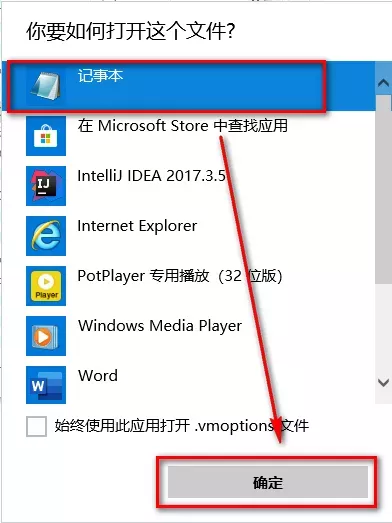 你要如何打开这个文件?
记事本
在 Microsoft Store 中查找应用
IntelliJ IDEA 2017.3.5
Internet Explorer
Player
PotPlayer 专用播放 (32 位版)
Windows Media Player
Word
始终使用此应用打开 .vmoptions 文件
确定